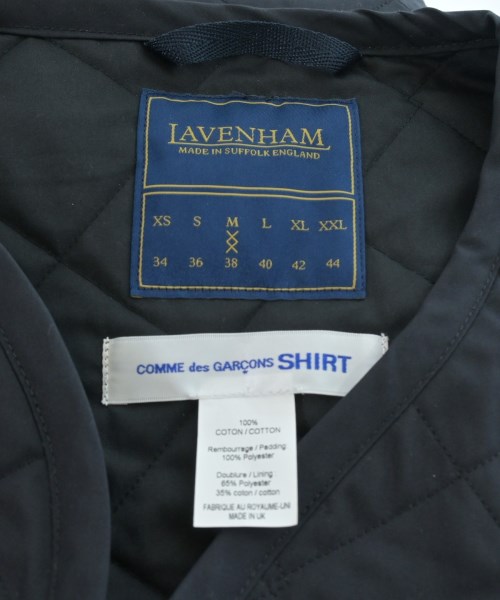 LAVENHAM
MADE IN SUFFOLK ENGLAND
XS S M L XL XXL
34 36 38 40 42 44
COMME des GARÇONS SHIRT
100%
COTON / COTTON
Rembourrage / Padding
100% Polyester
Doublure / Lining :
65% Polyester
35% coton / cotton
FABRIQUE AU ROYAUME-UNI
MADE IN UK